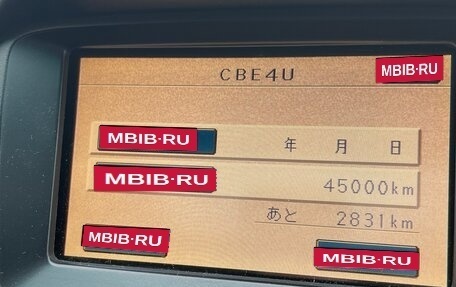 CBE4U MBIB·RU
MBIB·RU 年 月 日
MBIB·RU 45000km
あと 2831km
MBIB·RU MBIB·RU